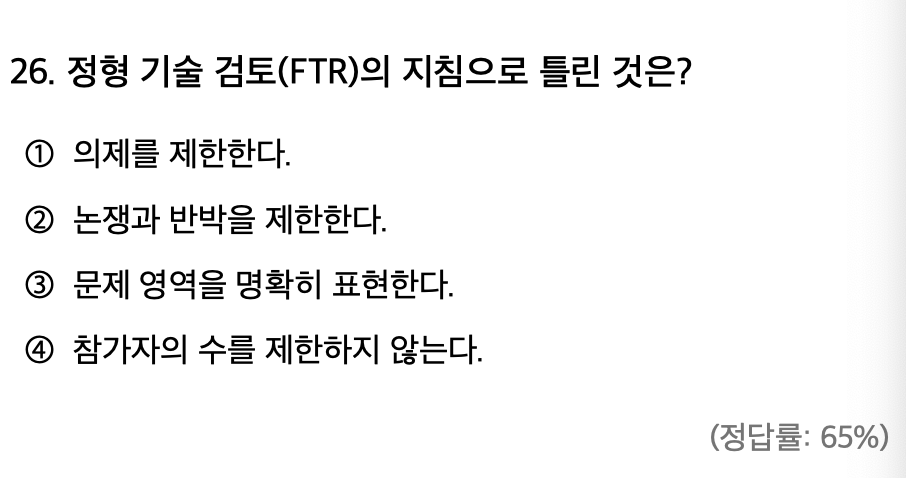 26. 정형 기술 검토(FTR)의 지침으로 틀린 것은?
① 의제를 제한한다.
② 논쟁과 반박을 제한한다.
③ 문제 영역을 명확히 표현한다.
④ 참가자의 수를 제한하지 않는다.
(정답률: 65%)